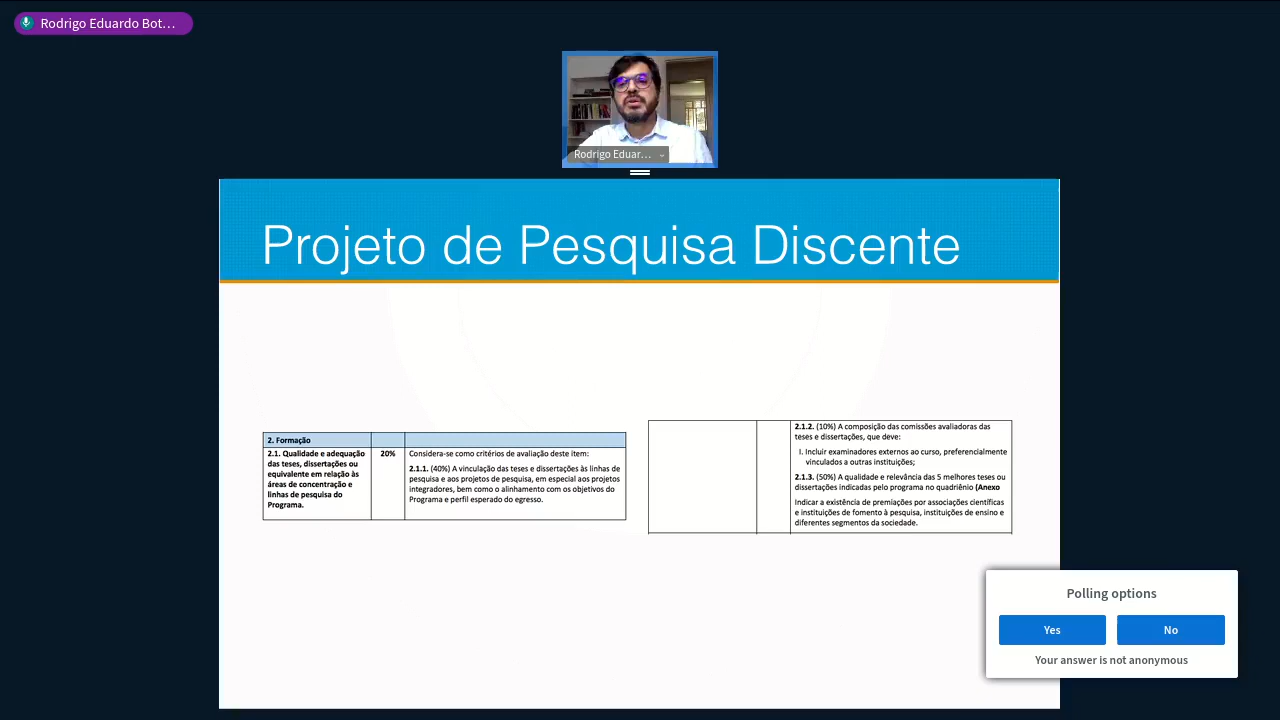 Rodrigo Eduardo Bot…
Rodrigo Eduar…
Projeto de Pesquisa Discente
2. Formação
2.1. Qualidade e adequação
das teses, dissertações ou
equivalente em relação às
áreas de concentração e
linhas de pesquisa do
Programa.
20%
Considera-se como critérios de avaliação deste item:
2.1.1. (40%) A vinculação das teses e dissertações às linhas de
pesquisa e aos projetos de pesquisa, em especial aos projetos
integradores, bem como o alinhamento com os objetivos do
Programa e perfil esperado do egresso.
2.1.2. (10%) A composição das comissões avaliadoras das
teses e dissertações, que deve:
I. Incluir examinadores externos ao curso, preferencialmente
vinculados a outras instituições;
2.1.3. (50%) A qualidade e relevância das 5 melhores teses ou
dissertações indicadas pelo programa no quadriênio (Anexo
Indicar a existência de premiações por associações científicas
e instituições de fomento à pesquisa, instituições de ensino e
diferentes segmentos da sociedade.
Polling options
Yes
No
Your answer is not anonymous